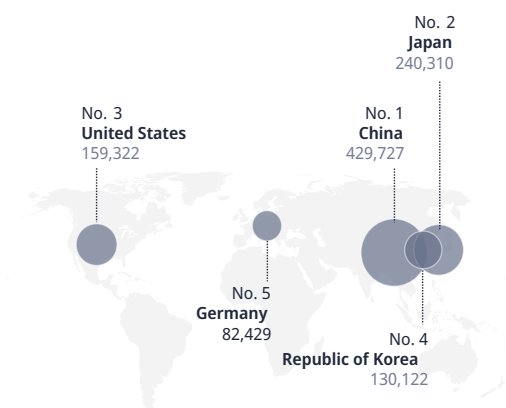 No. 2
Japan
240,310
No. 3
United States
159,322
No. 1
China
429,727
No. 5
Germany
82,429
No. 4
Republic of Korea
130,122